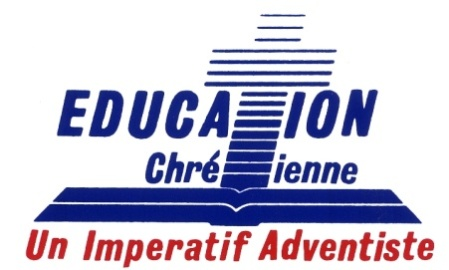 EDUCATION
Chrétienne
Un Imperatif Adventiste